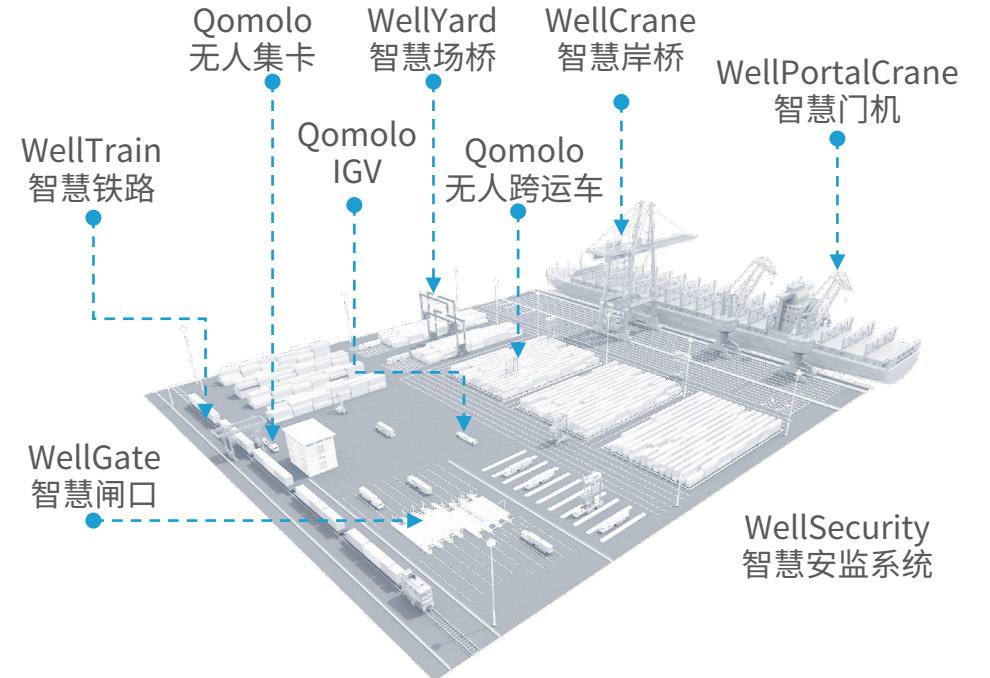 Qomolo
无人集卡
WellYard
智慧场桥
WellCrane
智慧岸桥
WellPortalCrane
智慧门机
WellTrain
智慧铁路
Qomolo
IGV
Qomolo
无人跨运车
WellGate
智慧闸口
WellSecurity
智慧安监系统